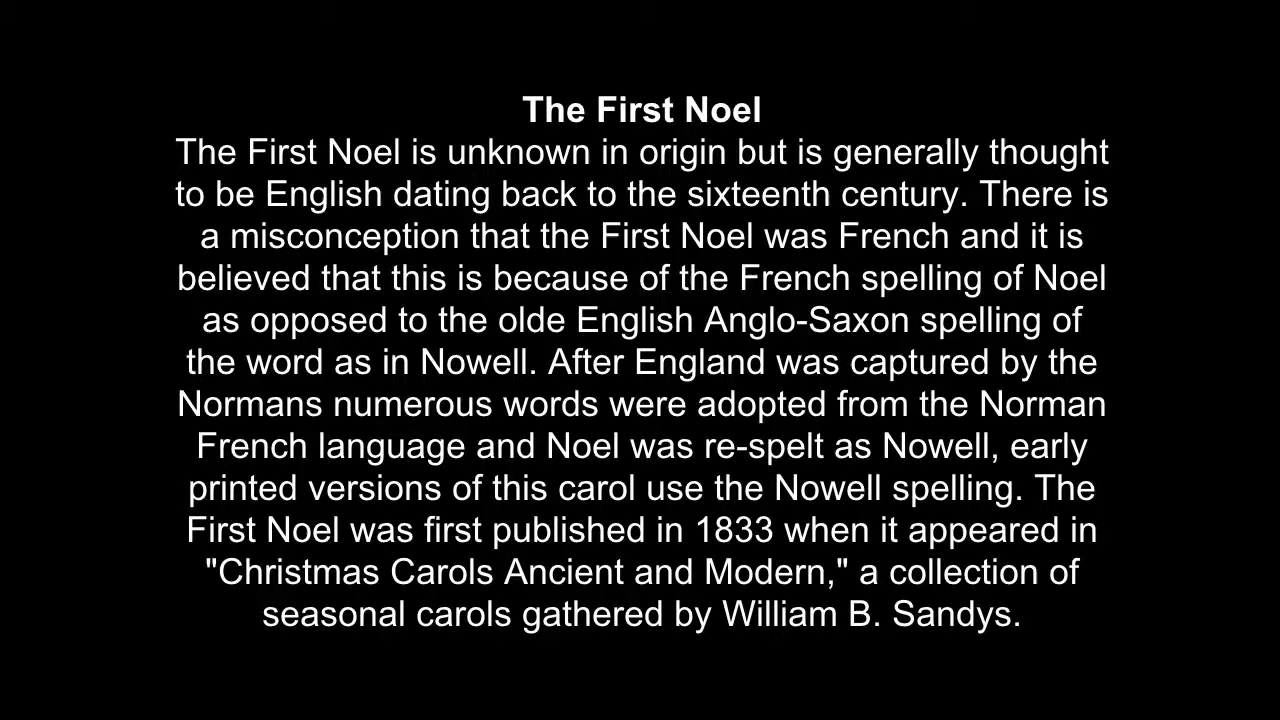 The First Noel
The First Noel is unknown in origin but is generally thought
to be English dating back to the sixteenth century. There is
a misconception that the First Noel was French and it is
believed that this is because of the French spelling of Noel
as opposed to the olde English Anglo-Saxon spelling of
the word as in Nowell. After England was captured by the
Normans numerous words were adopted from the Norman
French language and Noel was re-spelt as Nowell, early
printed versions of this carol use the Nowell spelling. The
First Noel was first published in 1833 when it appeared in
"Christmas Carols Ancient and Modern," a collection of
seasonal carols gathered by William B. Sandys.